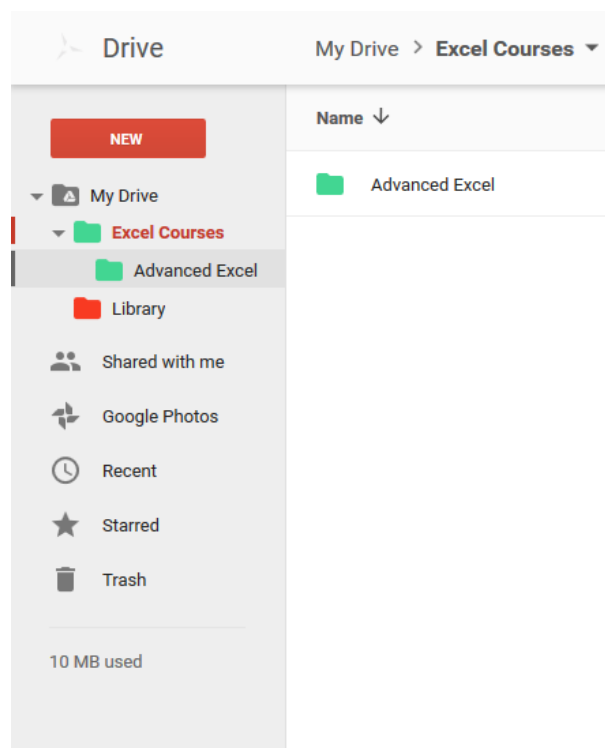 Drive
My Drive > Excel Courses
NEW
Name
My Drive
Advanced Excel
Excel Courses
Advanced Excel
Library
Shared with me
Google Photos
Recent
Starred
Trash
10 MB used